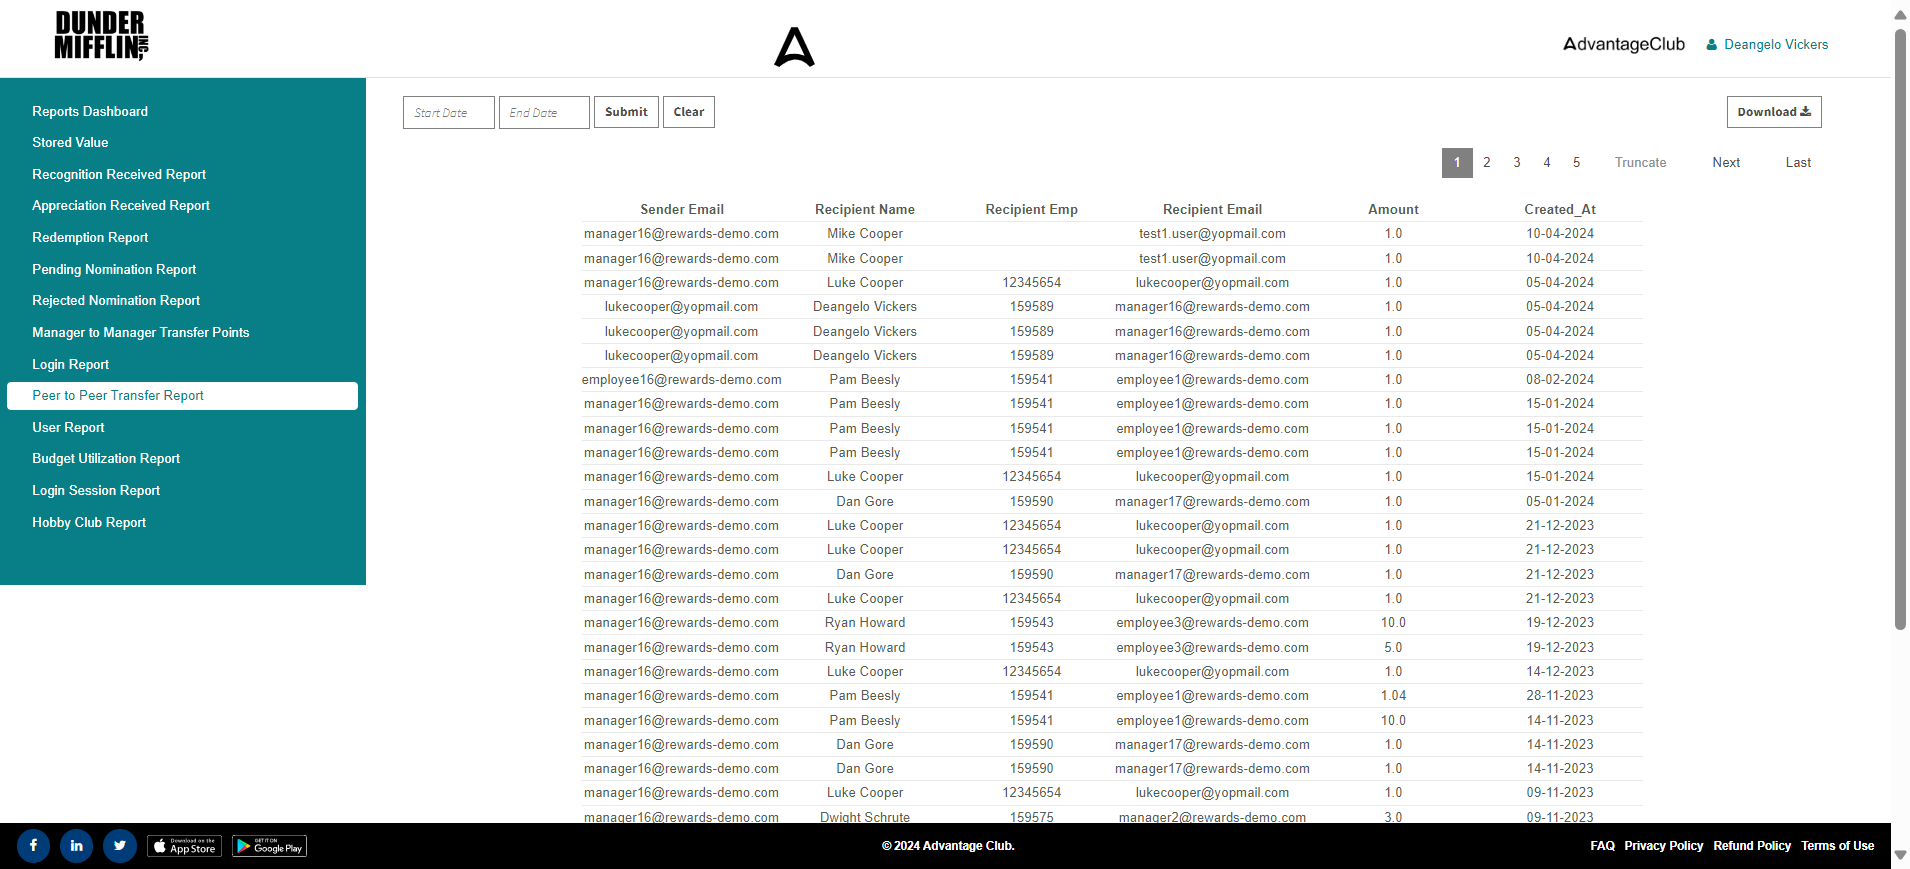 DUNDER
MIFFLIN INC,
AdvantageClub
Deangelo Vickers
Reports Dashboard
Stored Value
Recognition Received Report
Appreciation Received Report
Redemption Report
Pending Nomination Report
Rejected Nomination Report
Manager to Manager Transfer Points
Login Report
Peer to Peer Transfer Report
User Report
Budget Utilization Report
Login Session Report
Hobby Club Report
Start Date End Date Submit Clear Download
1 2 3 4 5 Truncate Next Last
Sender Email Recipient Name Recipient Emp Recipient Email Amount Created_At
manager16@rewards-demo.com Mike Cooper test1.user@yopmail.com 1.0 10-04-2024
manager16@rewards-demo.com Mike Cooper test1.user@yopmail.com 1.0 10-04-2024
manager16@rewards-demo.com Luke Cooper 12345654 lukecooper@yopmail.com 1.0 05-04-2024
lukecooper@yopmail.com Deangelo Vickers 159589 manager16@rewards-demo.com 1.0 05-04-2024
lukecooper@yopmail.com Deangelo Vickers 159589 manager16@rewards-demo.com 1.0 05-04-2024
lukecooper@yopmail.com Deangelo Vickers 159589 manager16@rewards-demo.com 1.0 05-04-2024
employee16@rewards-demo.com Pam Beesly 159541 employee1@rewards-demo.com 1.0 08-02-2024
manager16@rewards-demo.com Pam Beesly 159541 employee1@rewards-demo.com 1.0 15-01-2024
manager16@rewards-demo.com Pam Beesly 159541 employee1@rewards-demo.com 1.0 15-01-2024
manager16@rewards-demo.com Pam Beesly 159541 employee1@rewards-demo.com 1.0 15-01-2024
manager16@rewards-demo.com Luke Cooper 12345654 lukecooper@yopmail.com 1.0 15-01-2024
manager16@rewards-demo.com Dan Gore 159590 manager17@rewards-demo.com 1.0 05-01-2024
manager16@rewards-demo.com Luke Cooper 12345654 lukecooper@yopmail.com 1.0 21-12-2023
manager16@rewards-demo.com Luke Cooper 12345654 lukecooper@yopmail.com 1.0 21-12-2023
manager16@rewards-demo.com Dan Gore 159590 manager17@rewards-demo.com 1.0 21-12-2023
manager16@rewards-demo.com Luke Cooper 12345654 lukecooper@yopmail.com 1.0 21-12-2023
manager16@rewards-demo.com Ryan Howard 159543 employee3@rewards-demo.com 10.0 19-12-2023
manager16@rewards-demo.com Ryan Howard 159543 employee3@rewards-demo.com 5.0 19-12-2023
manager16@rewards-demo.com Luke Cooper 12345654 lukecooper@yopmail.com 1.0 14-12-2023
manager16@rewards-demo.com Pam Beesly 159541 employee1@rewards-demo.com 1.04 28-11-2023
manager16@rewards-demo.com Pam Beesly 159541 employee1@rewards-demo.com 10.0 14-11-2023
manager16@rewards-demo.com Dan Gore 159590 manager17@rewards-demo.com 1.0 14-11-2023
manager16@rewards-demo.com Dan Gore 159590 manager17@rewards-demo.com 1.0 14-11-2023
manager16@rewards-demo.com Luke Cooper 12345654 lukecooper@yopmail.com 1.0 09-11-2023
manager16@rewards-demo.com Dwight Schrute 159575 manager2@rewards-demo.com 3.0 09-11-2023
Download on the
App Store
GET IT ON
Google Play
© 2024 Advantage Club.
FAQ Privacy Policy Refund Policy Terms of Use